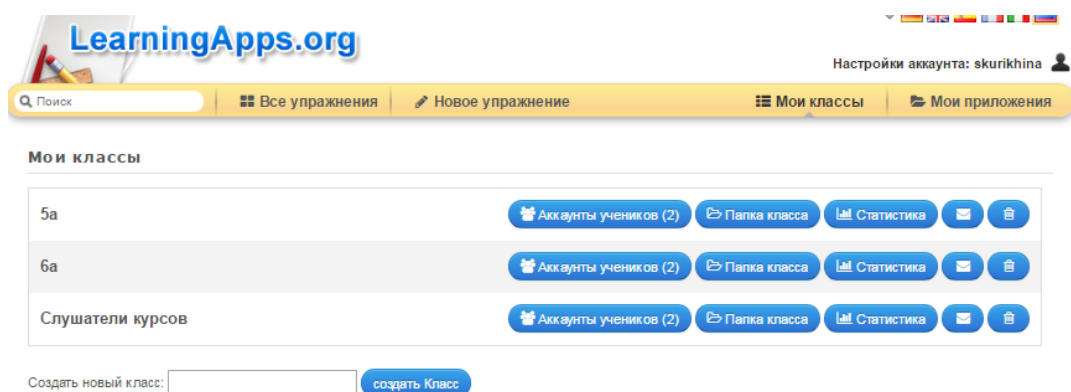 LearningApps.org
Настройки аккаунта: skurikhina
Поиск
Все упражнения
Новое упражнение
Мои классы
Мои приложения
Мои классы
5а
Аккаунты учеников (2)
Папка класса
Статистика
6а
Аккаунты учеников (2)
Папка класса
Статистика
Слушатели курсов
Аккаунты учеников (2)
Папка класса
Статистика
Создать новый класс:
создать Класс